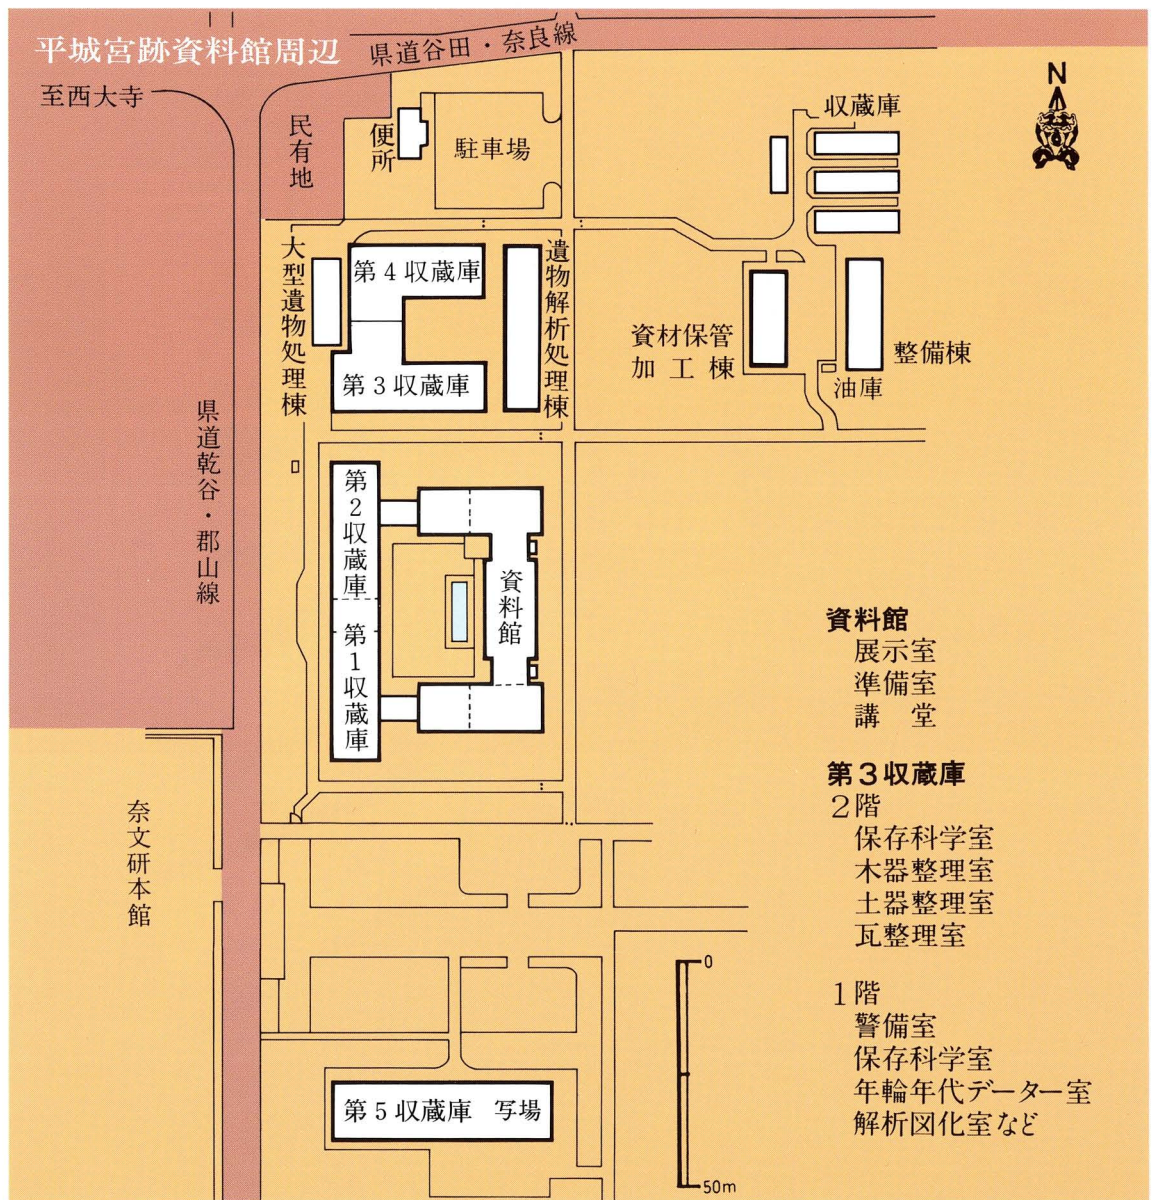 平城宮跡資料館周辺
県道谷田・奈良線
至西大寺
民有地
便所
駐車場
収蔵庫
N
大型遺物処理棟
第4収蔵庫
遺物解析処理棟
第3収蔵庫
資材保管
加工棟
整備棟
油庫
県道乾谷・郡山線
第2収蔵庫
第1収蔵庫
資料館
奈文研本館
第5収蔵庫 写場
0
50m
資料館
展示室
準備室
講 堂
第3収蔵庫
2階
保存科学室
木器整理室
土器整理室
瓦整理室
1階
警備室
保存科学室
年輪年代データー室
解析図化室など